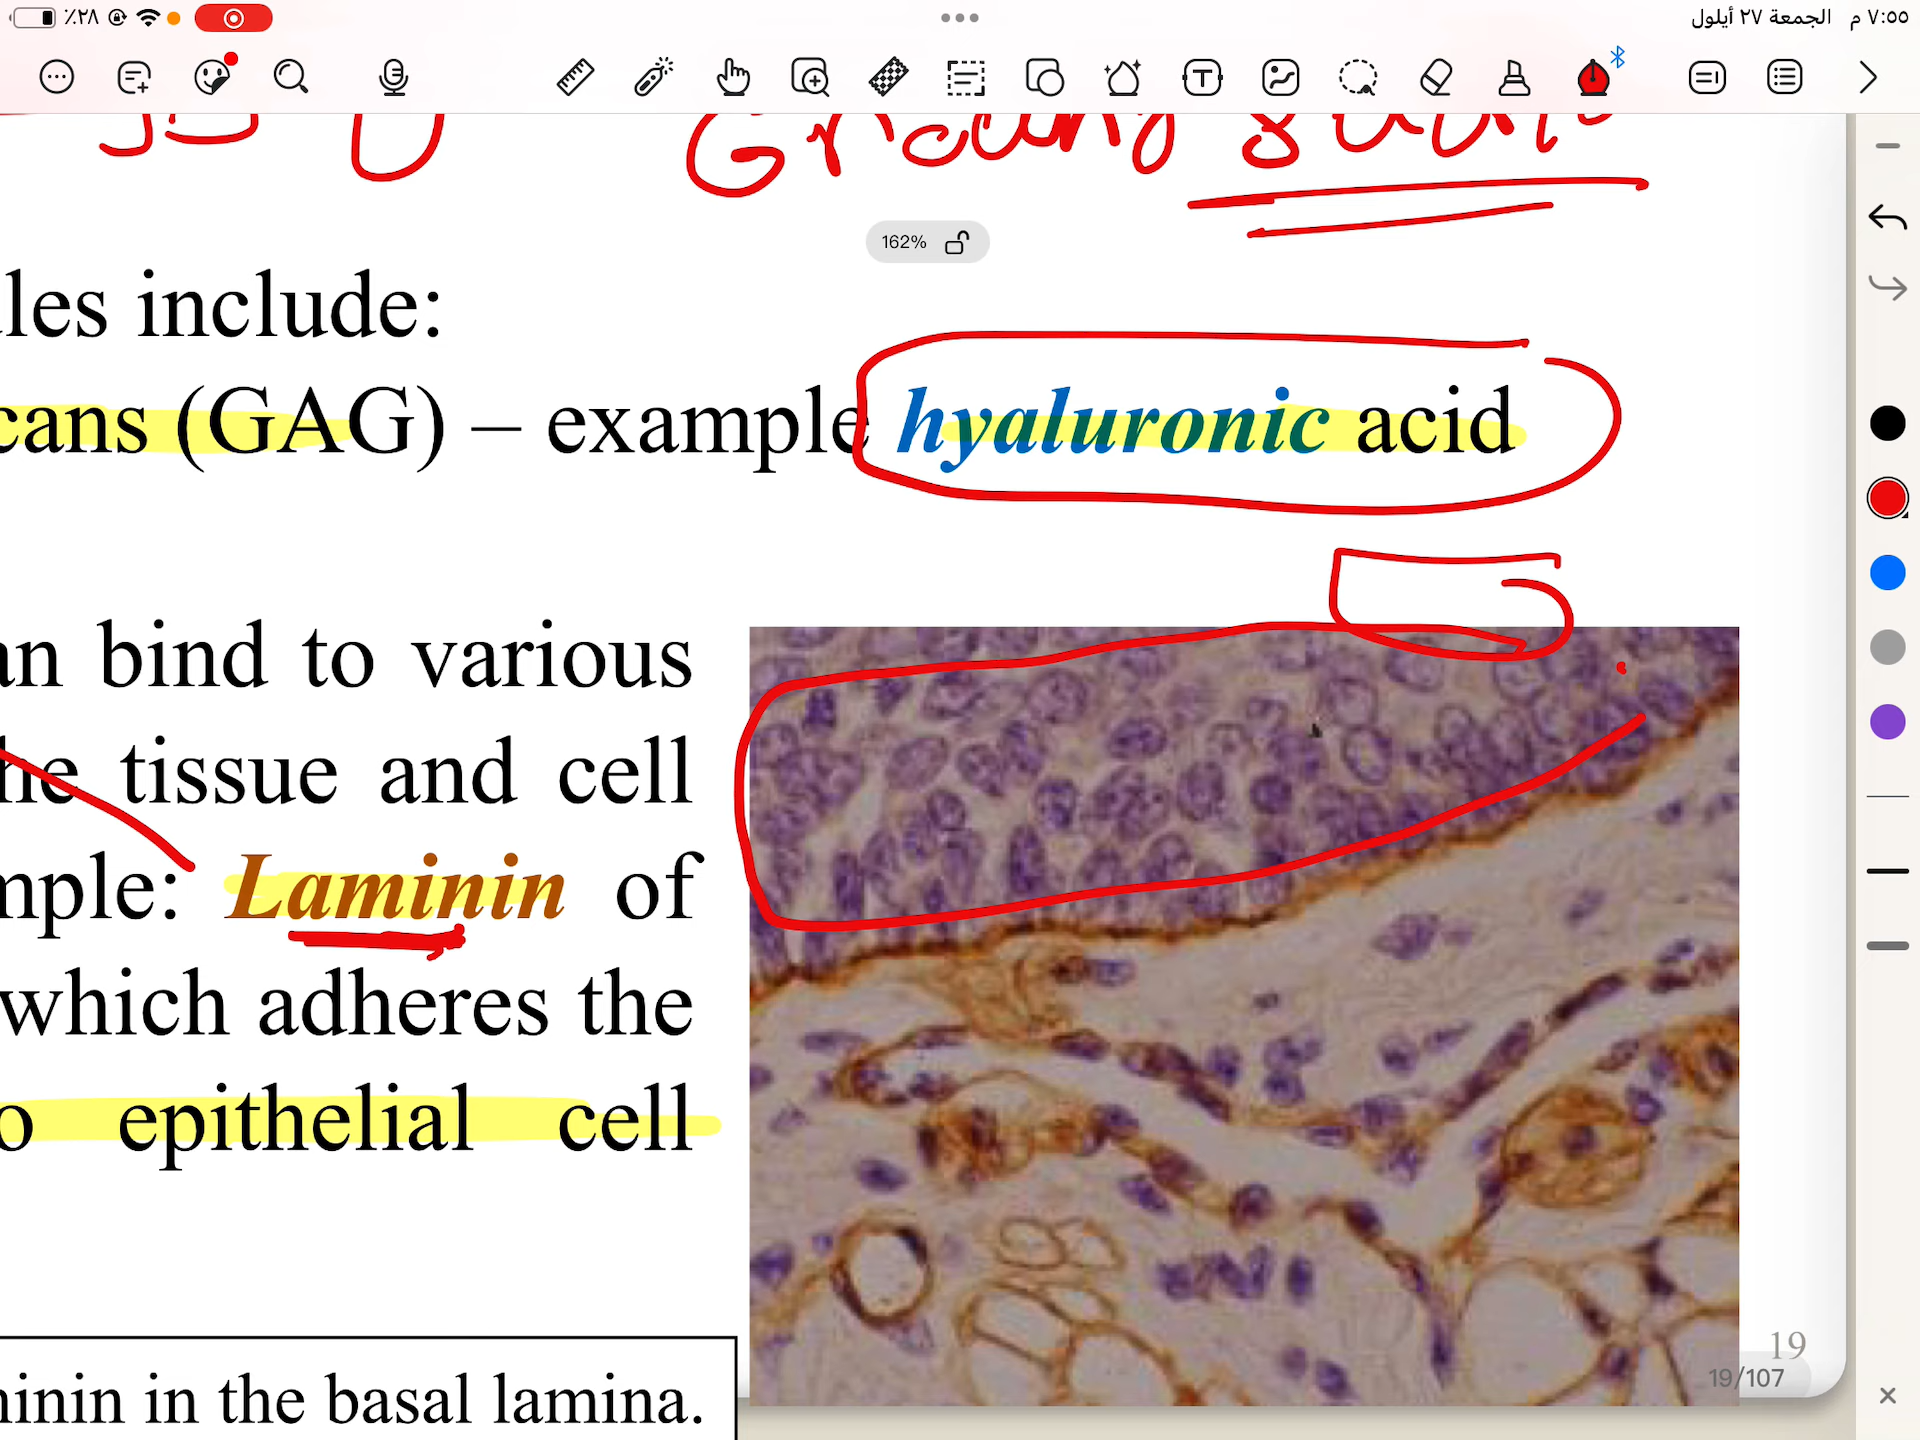 ٪٢٨
٧:٥٥ م الجمعة ٢٧ أيلول
162%
les include:
cans (GAG) – example hyaluronic acid
an bind to various
he tissue and cell
mple: Laminin of
which adheres the
o epithelial cell
ninin in the basal lamina.
19
19/107